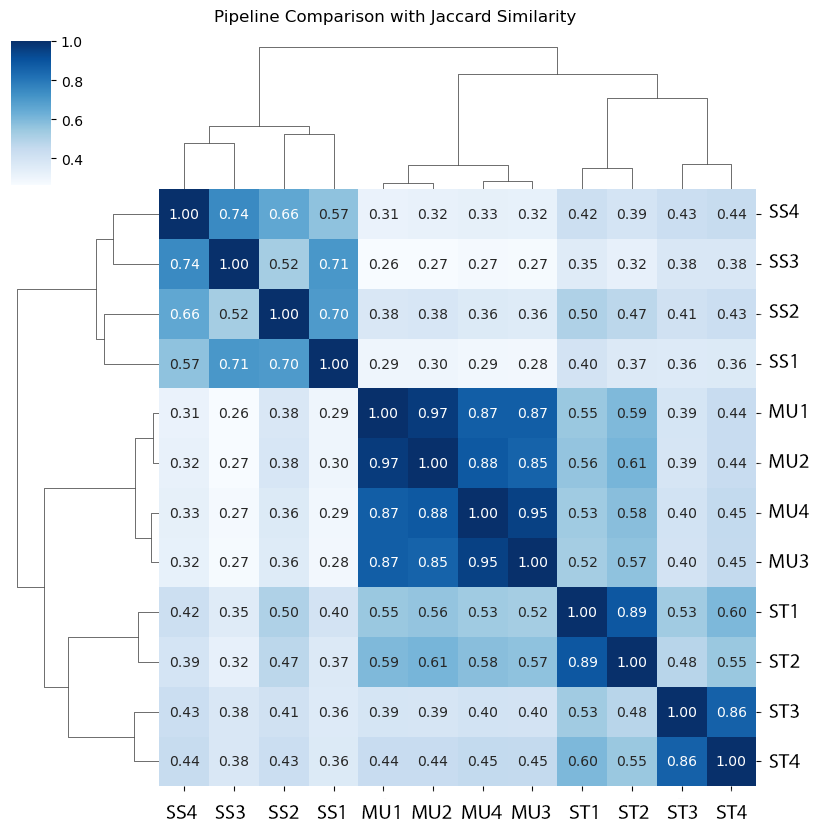 Pipeline Comparison with Jaccard Similarity
1.0
0.8
0.6
0.4
1.00 0.74 0.66 0.57 0.31 0.32 0.33 0.32 0.42 0.39 0.43 0.44 SS4
0.74 1.00 0.52 0.71 0.26 0.27 0.27 0.27 0.35 0.32 0.38 0.38 SS3
0.66 0.52 1.00 0.70 0.38 0.38 0.36 0.36 0.50 0.47 0.41 0.43 SS2
0.57 0.71 0.70 1.00 0.29 0.30 0.29 0.28 0.40 0.37 0.36 0.36 SS1
0.31 0.26 0.38 0.29 1.00 0.97 0.87 0.87 0.55 0.59 0.39 0.44 MU1
0.32 0.27 0.38 0.30 0.97 1.00 0.88 0.85 0.56 0.61 0.39 0.44 MU2
0.33 0.27 0.36 0.29 0.87 0.88 1.00 0.95 0.53 0.58 0.40 0.45 MU4
0.32 0.27 0.36 0.28 0.87 0.85 0.95 1.00 0.52 0.57 0.40 0.45 MU3
0.42 0.35 0.50 0.40 0.55 0.56 0.53 0.52 1.00 0.89 0.53 0.60 ST1
0.39 0.32 0.47 0.37 0.59 0.61 0.58 0.57 0.89 1.00 0.48 0.55 ST2
0.43 0.38 0.41 0.36 0.39 0.39 0.40 0.40 0.53 0.48 1.00 0.86 ST3
0.44 0.38 0.43 0.36 0.44 0.44 0.45 0.45 0.60 0.55 0.86 1.00 ST4
SS4 SS3 SS2 SS1 MU1 MU2 MU4 MU3 ST1 ST2 ST3 ST4